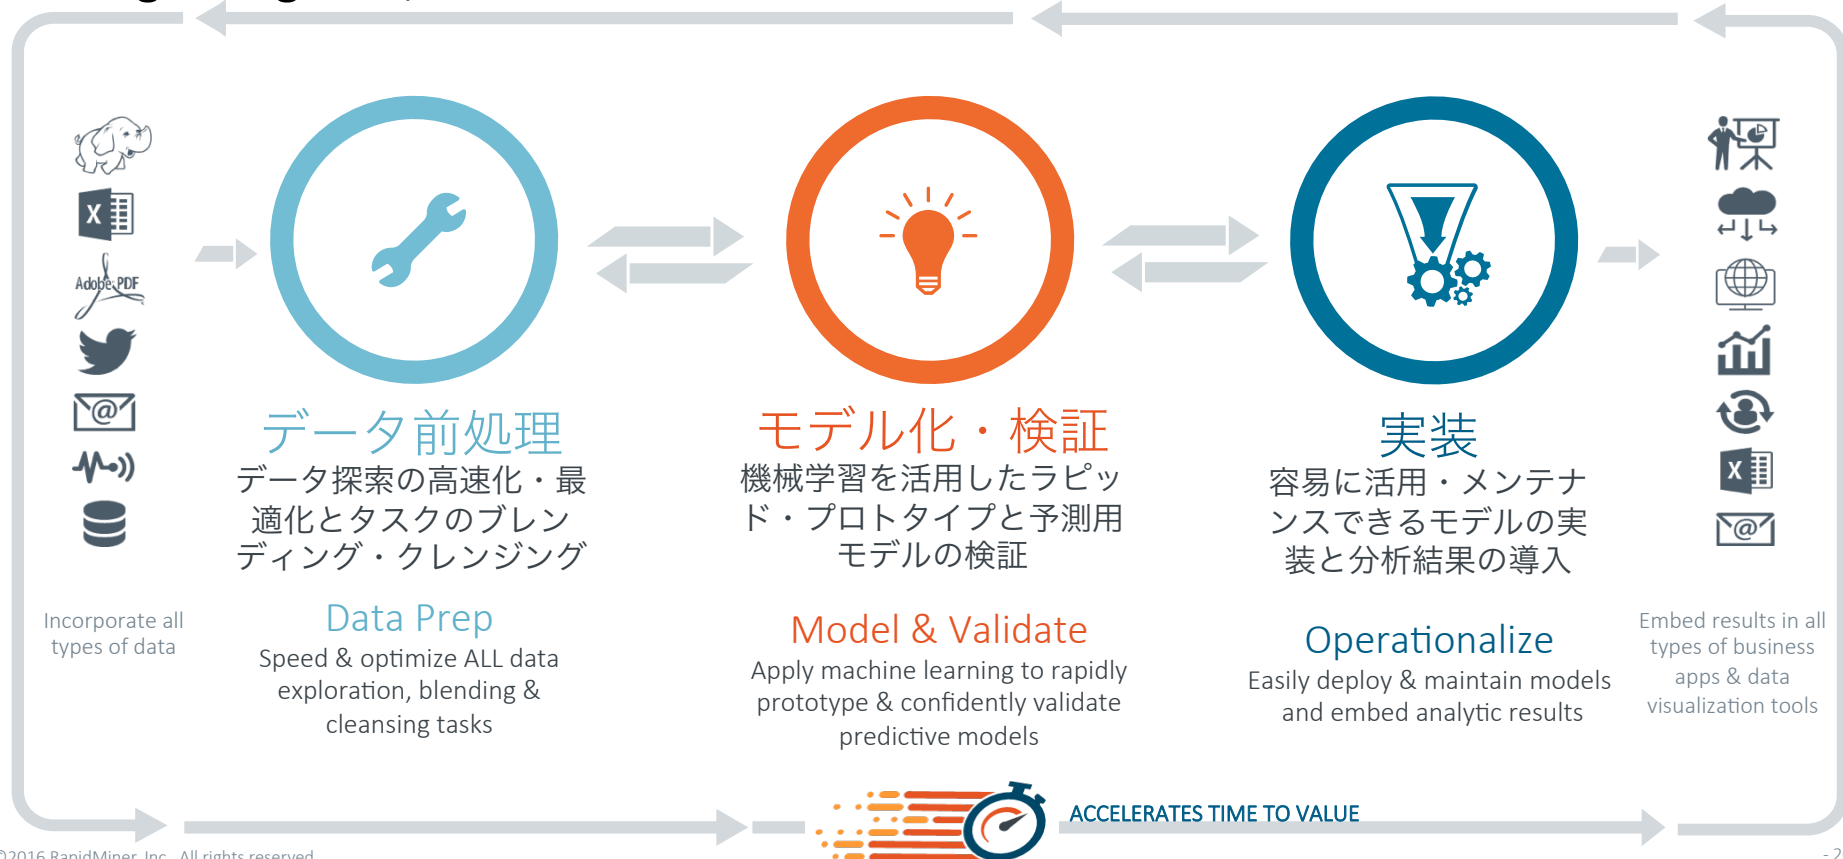 Adobe PDF
データ前処理
データ探索の高速化・最
適化とタスクのブレン
ディング・クレンジング
モデル化・検証
機械学習を活用したラピッ
ド・プロトタイプと予測用
モデルの検証
実装
容易に活用・メンテナ
ンスできるモデルの実
装と分析結果の導入
Incorporate all
types of data
Data Prep
Speed & optimize ALL data
exploration, blending &
cleansing tasks
Model & Validate
Apply machine learning to rapidly
prototype & confidently validate
predictive models
Operationalize
Easily deploy & maintain models
and embed analytic results
Embed results in all
types of business
apps & data
visualization tools
ACCELERATES TIME TO VALUE
©2016 RapidMiner, Inc. All rights reserved.
- 2